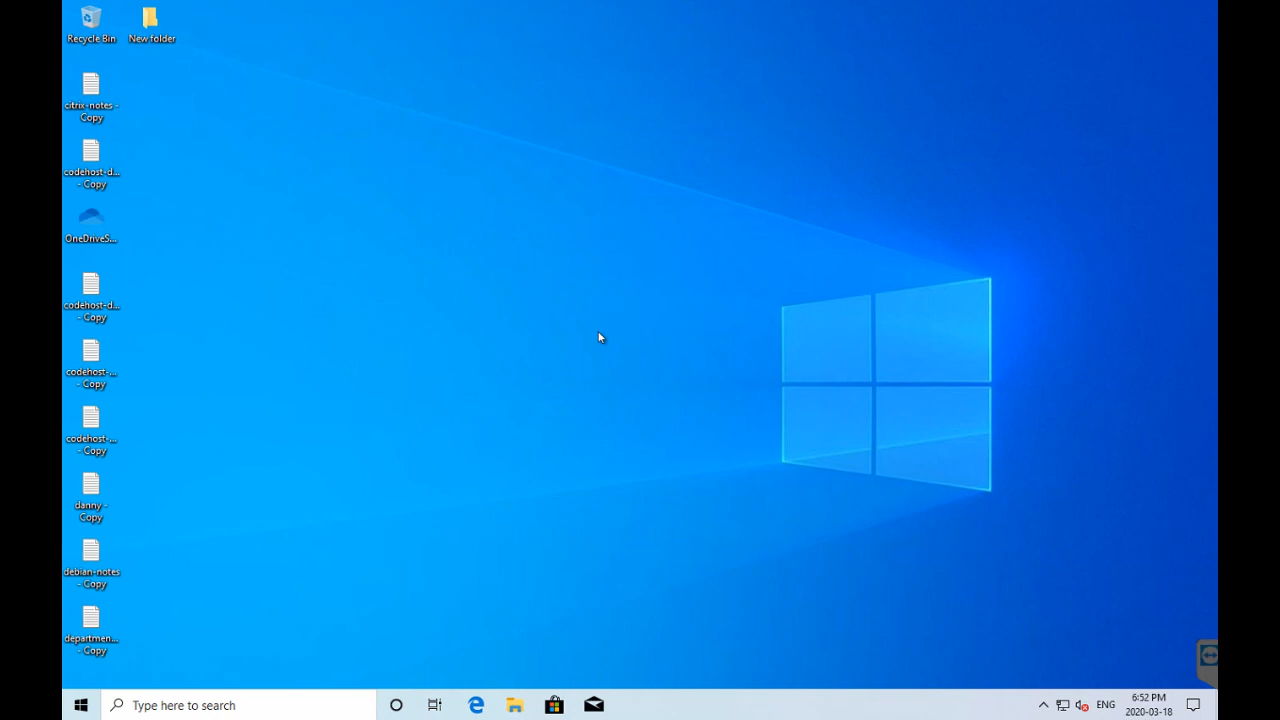 Recycle Bin
New folder
citrix-notes -
Copy
codehost-d...
- Copy
OneDriveS...
codehost-d...
- Copy
codehost-...
- Copy
codehost-...
- Copy
danny -
Copy
debian-notes
- Copy
departmen...
- Copy
Type here to search
ENG
6:52 PM
2020-03-18